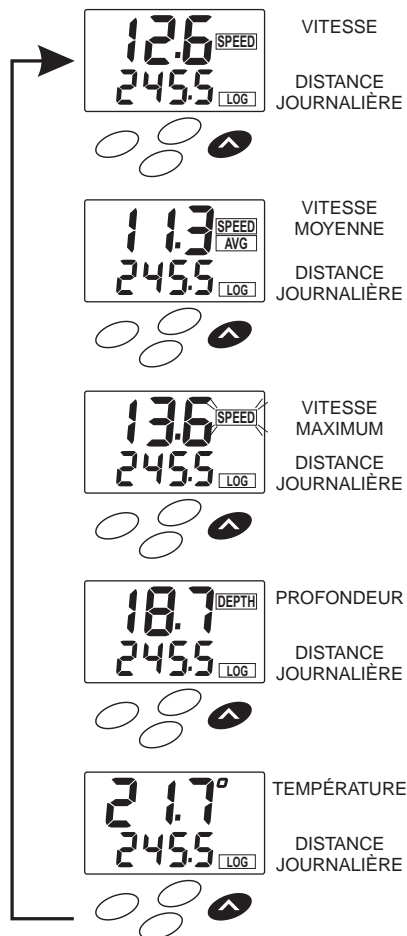 12.6 SPEED
VITESSE
245.5 LOG
DISTANCE
JOURNALIÈRE
11.3 SPEED
AVG
VITESSE
MOYENNE
245.5 LOG
DISTANCE
JOURNALIÈRE
13.6 SPEED
VITESSE
MAXIMUM
245.5 LOG
DISTANCE
JOURNALIÈRE
18.7 DEPTH
PROFONDEUR
245.5 LOG
DISTANCE
JOURNALIÈRE
21.7°
TEMPÉRATURE
245.5 LOG
DISTANCE
JOURNALIÈRE